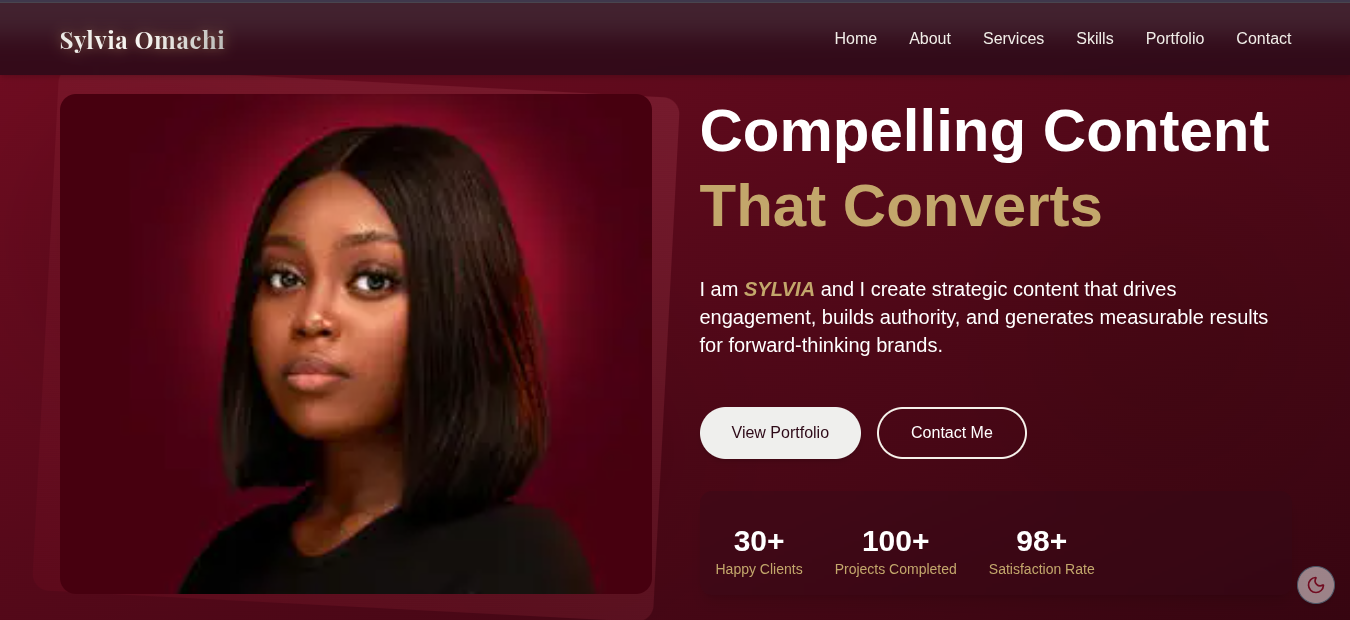 Sylvia Omachi
Home About Services Skills Portfolio Contact
Compelling Content
That Converts
I am SYLVIA and I create strategic content that drives
engagement, builds authority, and generates measurable results
for forward-thinking brands.
View Portfolio Contact Me
30+ 100+ 98+
Happy Clients Projects Completed Satisfaction Rate